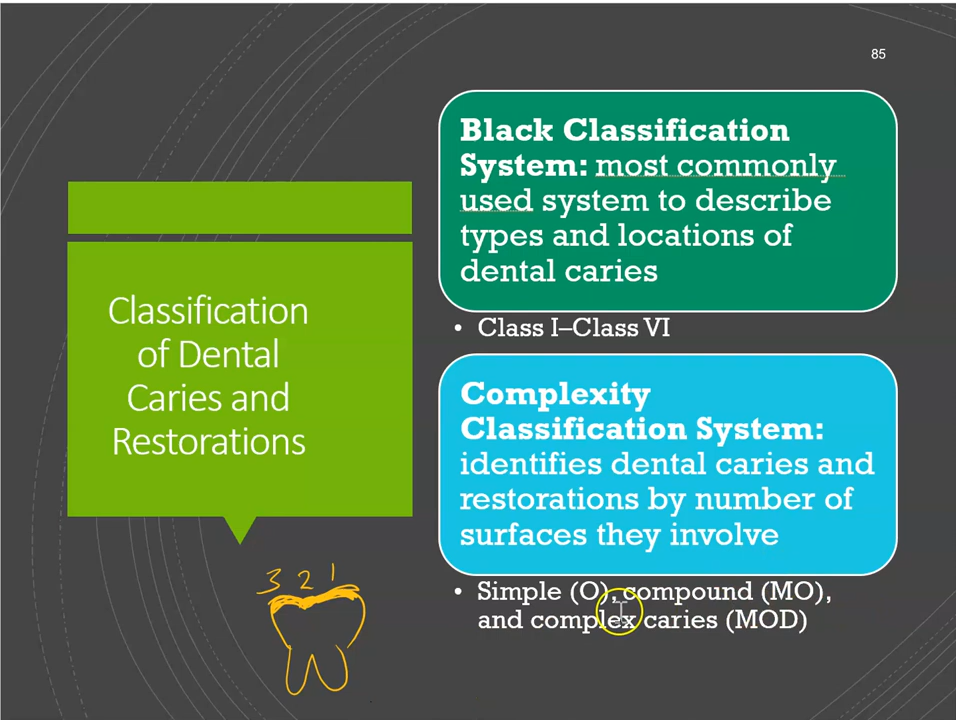 85
Classification
of Dental
Caries and
Restorations
Black Classification
System: most commonly
used system to describe
types and locations of
dental caries
• Class I–Class VI
Complexity
Classification System:
identifies dental caries and
restorations by number of
surfaces they involve
• Simple (O), compound (MO),
and complex caries (MOD)
3 2 1